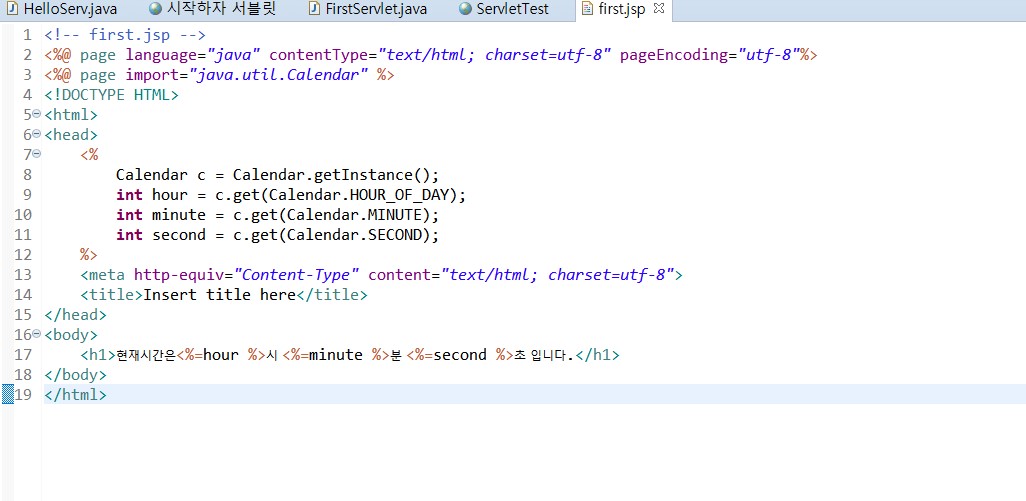 HelloServ.java 시작하자 서블릿 FirstServlet.java ServletTest first.jsp
1 <!-- first.jsp -->
2 <%@ page language="java" contentType="text/html; charset=utf-8" pageEncoding="utf-8"%>
3 <%@ page import="java.util.Calendar" %>
4 <!DOCTYPE HTML>
5 <html>
6 <head>
7     <%
8         Calendar c = Calendar.getInstance();
9         int hour = c.get(Calendar.HOUR_OF_DAY);
10         int minute = c.get(Calendar.MINUTE);
11         int second = c.get(Calendar.SECOND);
12     %>
13     <meta http-equiv="Content-Type" content="text/html; charset=utf-8">
14     <title>Insert title here</title>
15 </head>
16 <body>
17     <h1>현재시간은<%=hour %>시 <%=minute %>분 <%=second %>초 입니다.</h1>
18 </body>
19 </html>